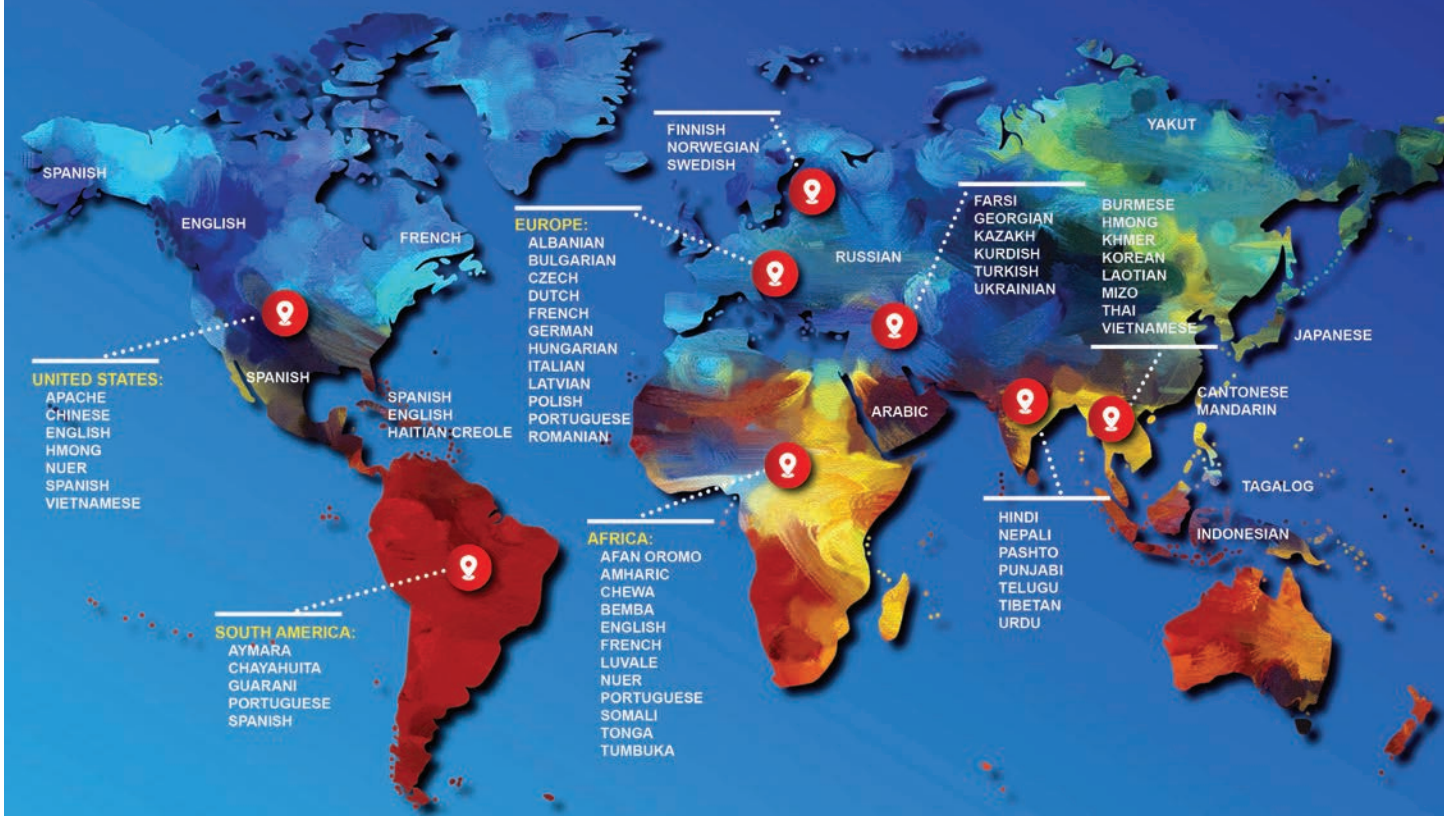 SPANISH
ENGLISH
FRENCH
SPANISH
UNITED STATES:
APACHE
CHINESE
ENGLISH
HMONG
NUER
SPANISH
VIETNAMESE
SPANISH
ENGLISH
HAITIAN CREOLE
SOUTH AMERICA:
AYMARA
CHAYAHUITA
GUARANI
PORTUGUESE
SPANISH
FINNISH
NORWEGIAN
SWEDISH
EUROPE:
ALBANIAN
BULGARIAN
CZECH
DUTCH
FRENCH
GERMAN
HUNGARIAN
ITALIAN
LATVIAN
POLISH
PORTUGUESE
ROMANIAN
AFRICA:
AFAN OROMO
AMHARIC
CHEWA
BEMBA
ENGLISH
FRENCH
LUVALE
NUER
PORTUGUESE
SOMALI
TONGA
TUMBUKA
RUSSIAN
ARABIC
YAKUT
FARSI
GEORGIAN
KAZAKH
KURDISH
TURKISH
UKRAINIAN
BURMESE
HMONG
KHMER
KOREAN
LAOTIAN
MIZO
THAI
VIETNAMESE
JAPANESE
CANTONESE
MANDARIN
TAGALOG
INDONESIAN
HINDI
NEPALI
PASHTO
PUNJABI
TELUGU
TIBETAN
URDU